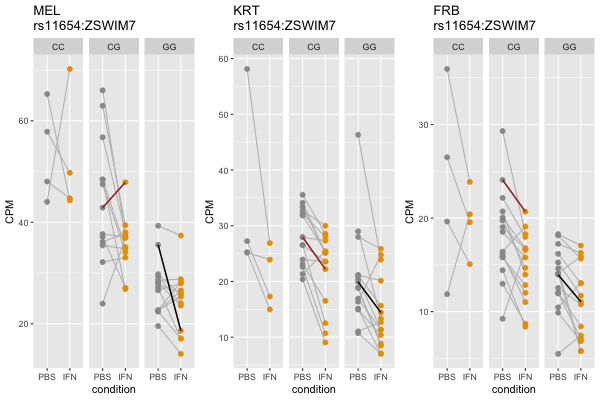 MEL
rs11654:ZSWIM7
CC CG GG
CPM
60
40
20
PBS IFN PBS IFN PBS IFN
condition
KRT
rs11654:ZSWIM7
CC CG GG
CPM
60
50
40
30
20
10
PBS IFN PBS IFN PBS IFN
condition
FRB
rs11654:ZSWIM7
CC CG GG
CPM
30
20
10
PBS IFN PBS IFN PBS IFN
condition